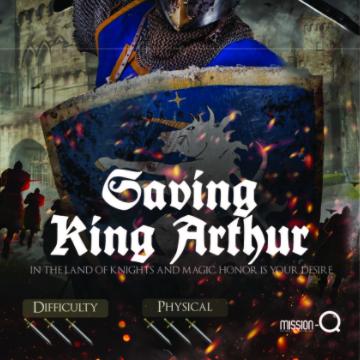 Saving
King Arthur
IN THE LAND OF KNIGHTS AND MAGIC HONOR IS YOUR DESIRE
DIFFICULTY PHYSICAL
mission-Q